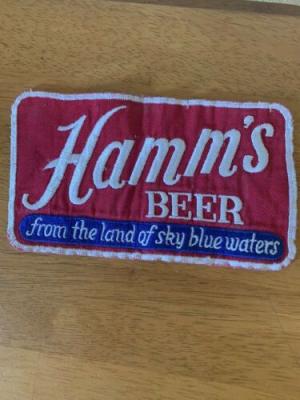 Hamm's
BEER
from the land of sky blue waters